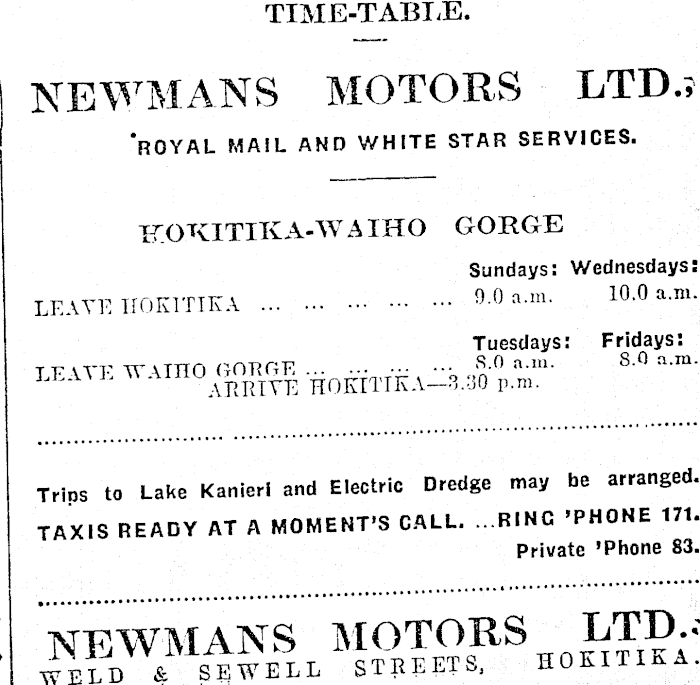 TIME-TABLE.
NEWMANS MOTORS LTD.,
ROYAL MAIL AND WHITE STAR SERVICES.
HOKITIKA-WAIHO GORGE
Sundays: Wednesdays:
LEAVE HOKITIKA ... ... ... ... ... 9.0 a.m. 10.0 a.m.
Tuesdays: Fridays:
LEAVE WAIHO GORGE ... ... ... ... 8.0 a.m. 8.0 a.m.
ARRIVE HOKITIKA—3.30 p.m.
Trips to Lake Kanieri and Electric Dredge may be arranged.
TAXIS READY AT A MOMENT'S CALL. ...RING 'PHONE 171.
Private 'Phone 83.
NEWMANS MOTORS LTD.,
WELD & SEWELL STREETS, HOKITIKA.